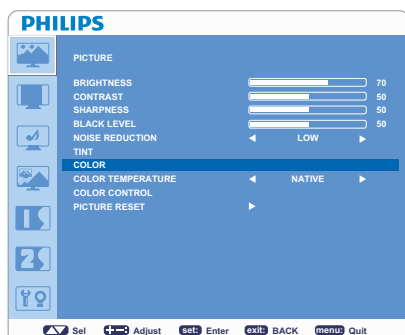 PHILIPS
PICTURE
BRIGHTNESS 70
CONTRAST 50
SHARPNESS 50
BLACK LEVEL 50
NOISE REDUCTION LOW
TINT
COLOR
COLOR TEMPERATURE NATIVE
COLOR CONTROL
PICTURE RESET
Sel Adjust set: Enter exit: BACK menu: Quit